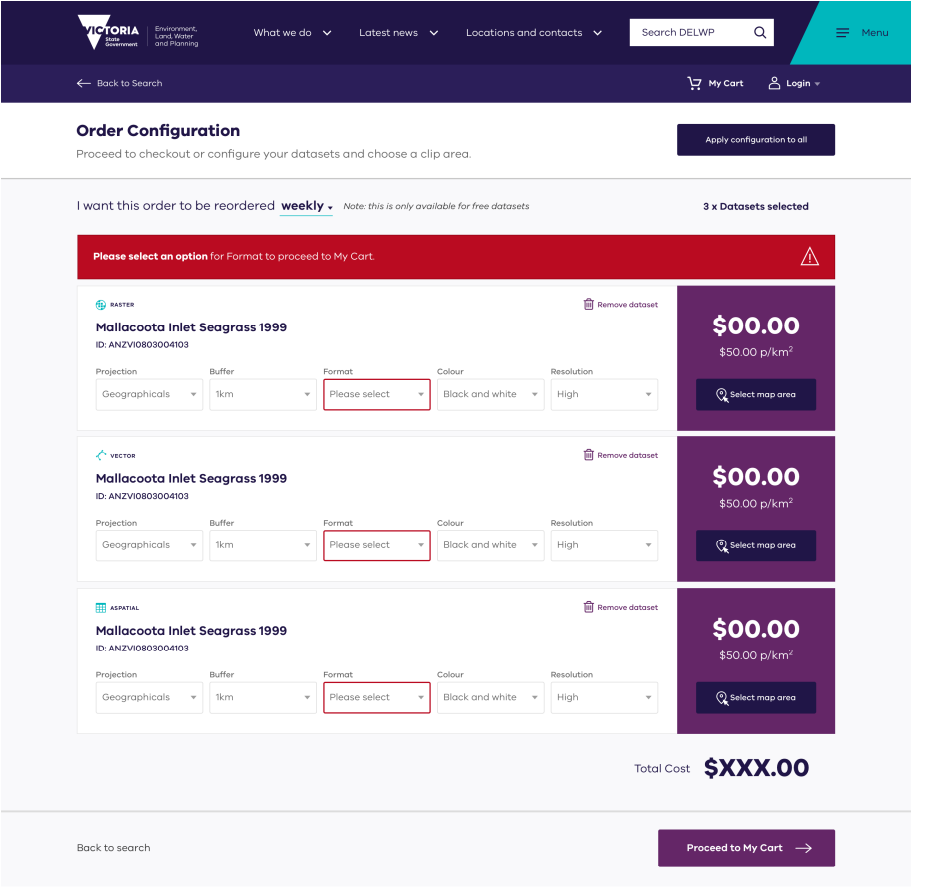 VICTORIA
State
Government
Environment,
Land, Water
and Planning
What we do
Latest news
Locations and contacts
Search DELWP
Menu
Back to Search
My Cart
Login
Order Configuration
Proceed to checkout or configure your datasets and choose a clip area.
Apply configuration to all
I want this order to be reordered weekly Note: this is only available for free datasets
3 x Datasets selected
Please select an option for Format to proceed to My Cart.
RASTER
Remove dataset
Mallacoota Inlet Seagrass 1999
ID: ANZVI0803004103
Projection Buffer Format Colour Resolution
Geographicals 1km Please select Black and white High
$00.00
$50.00 p/km²
Select map area
VECTOR
Remove dataset
Mallacoota Inlet Seagrass 1999
ID: ANZVI0803004103
Projection Buffer Format Colour Resolution
Geographicals 1km Please select Black and white High
$00.00
$50.00 p/km²
Select map area
ASPATIAL
Remove dataset
Mallacoota Inlet Seagrass 1999
ID: ANZVI0803004103
Projection Buffer Format Colour Resolution
Geographicals 1km Please select Black and white High
$00.00
$50.00 p/km²
Select map area
Total Cost $XXX.00
Back to search
Proceed to My Cart